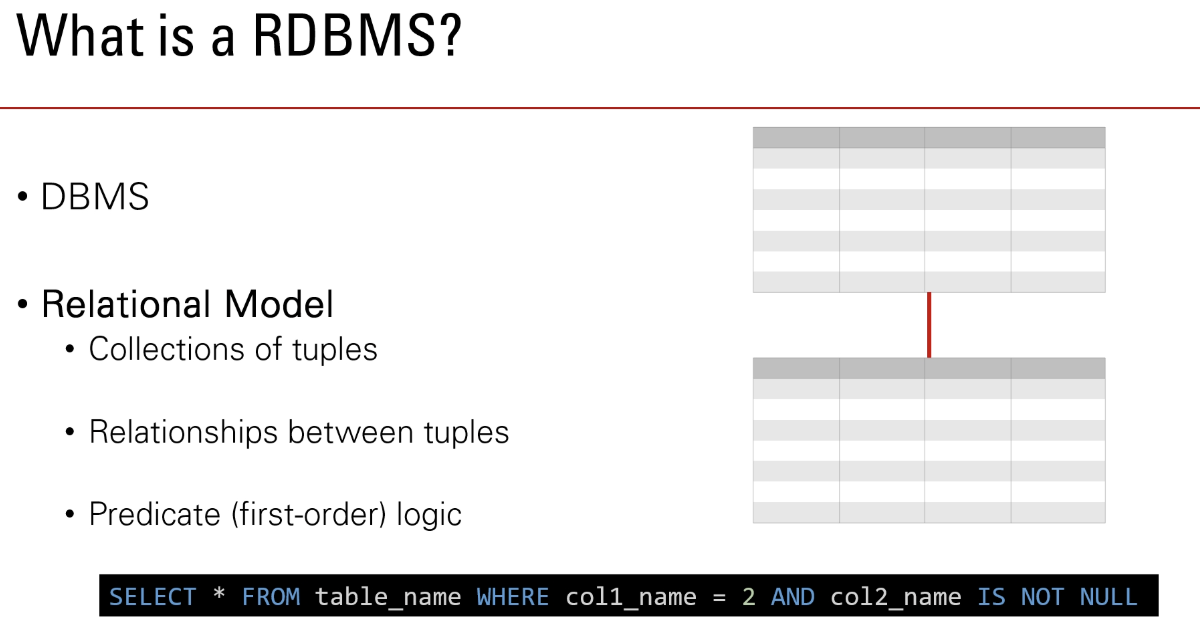 What is a RDBMS?
• DBMS
• Relational Model
• Collections of tuples
• Relationships between tuples
• Predicate (first-order) logic
SELECT * FROM table_name WHERE col1_name = 2 AND col2_name IS NOT NULL